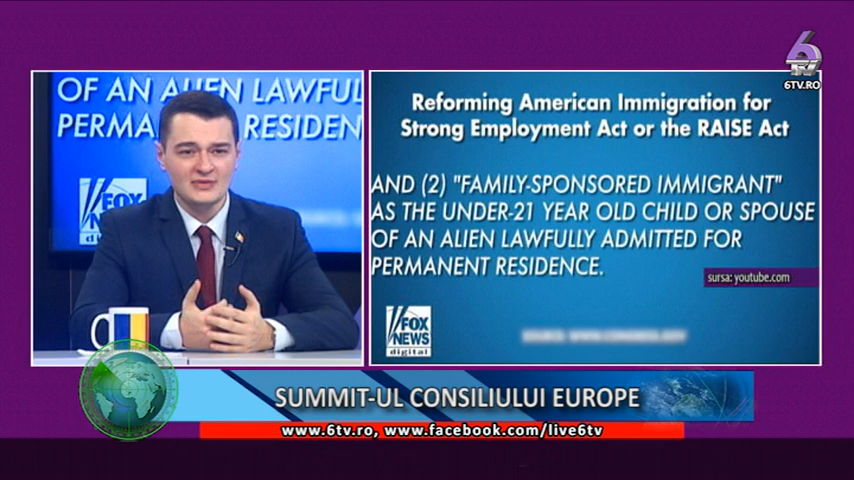 6
TV
6TV.RO
OF AN ALIEN LAWFUL
PERMANENT RESIDEN
FOX
NEWS
digital
Reforming American Immigration for
Strong Employment Act or the RAISE Act
AND (2) "FAMILY-SPONSORED IMMIGRANT"
AS THE UNDER-21 YEAR OLD CHILD OR SPOUSE
OF AN ALIEN LAWFULLY ADMITTED FOR
PERMANENT RESIDENCE.
sursa: youtube.com
FOX
NEWS
digital
SUMMIT-UL CONSILIULUI EUROPE
www.6tv.ro, www.facebook.com/live6tv